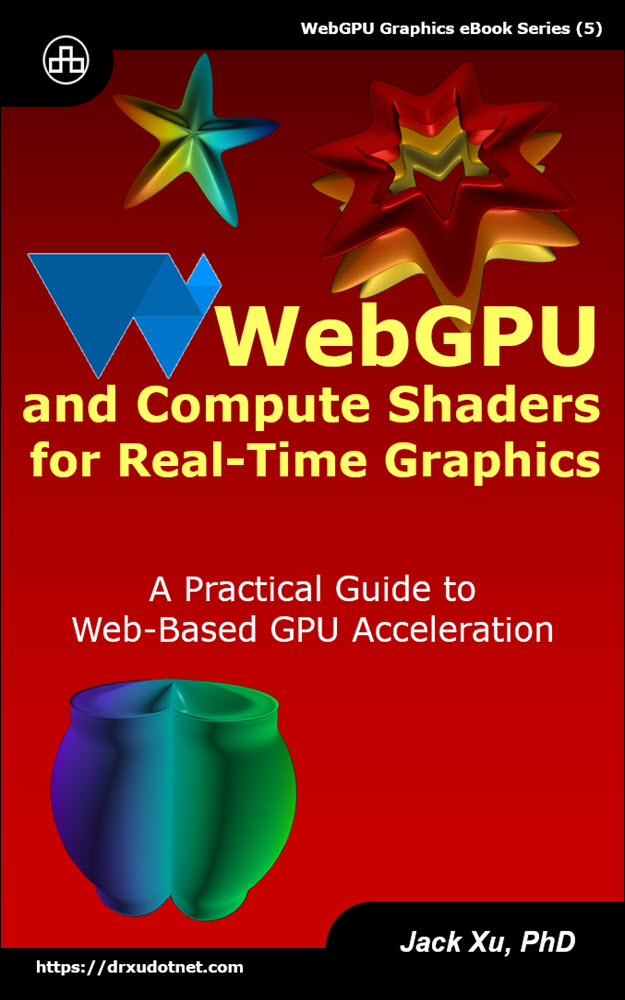 WebGPU Graphics eBook Series (5)
WebGPU
and Compute Shaders
for Real-Time Graphics
A Practical Guide to
Web-Based GPU Acceleration
Jack Xu, PhD
https://drxudotnet.com